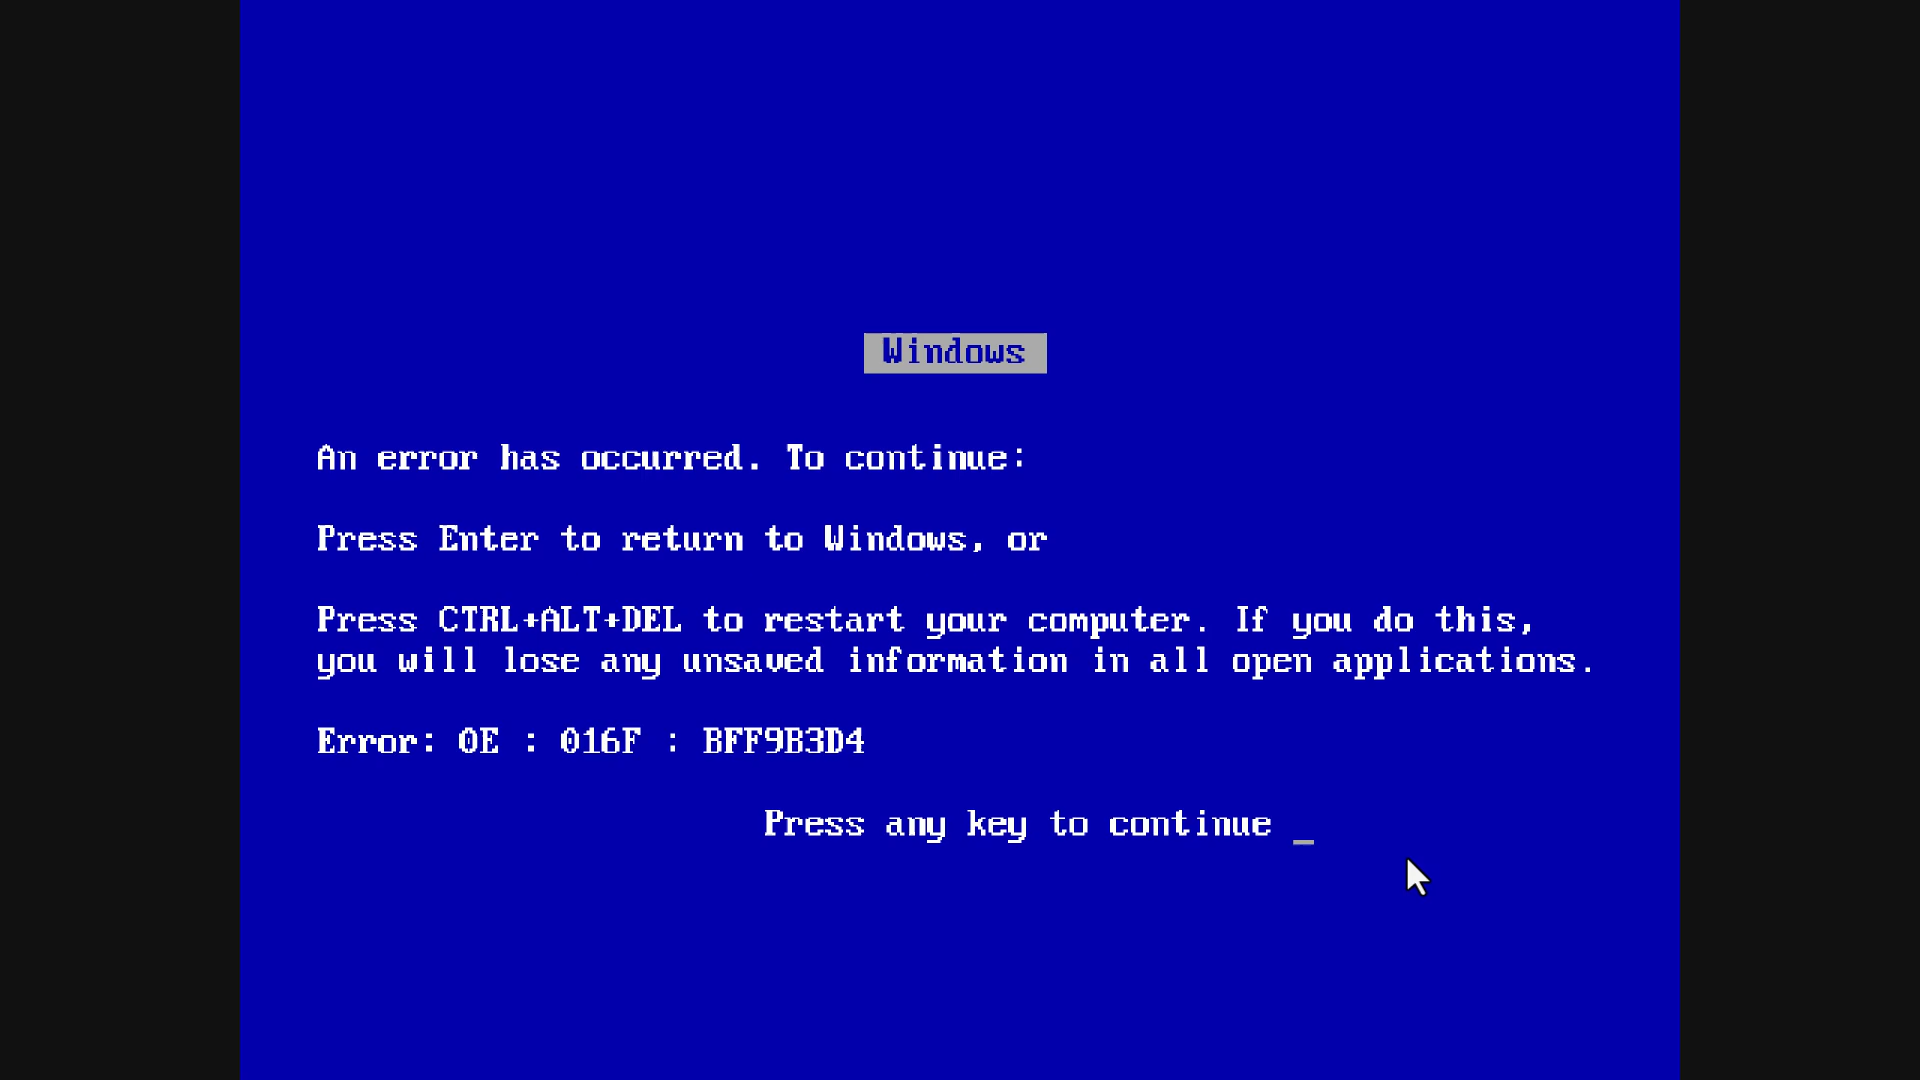 Windows
An error has occurred. To continue:
Press Enter to return to Windows, or
Press CTRL+ALT+DEL to restart your computer. If you do this,
you will lose any unsaved information in all open applications.
Error: 0E : 016F : BFF9B3D4
Press any key to continue _